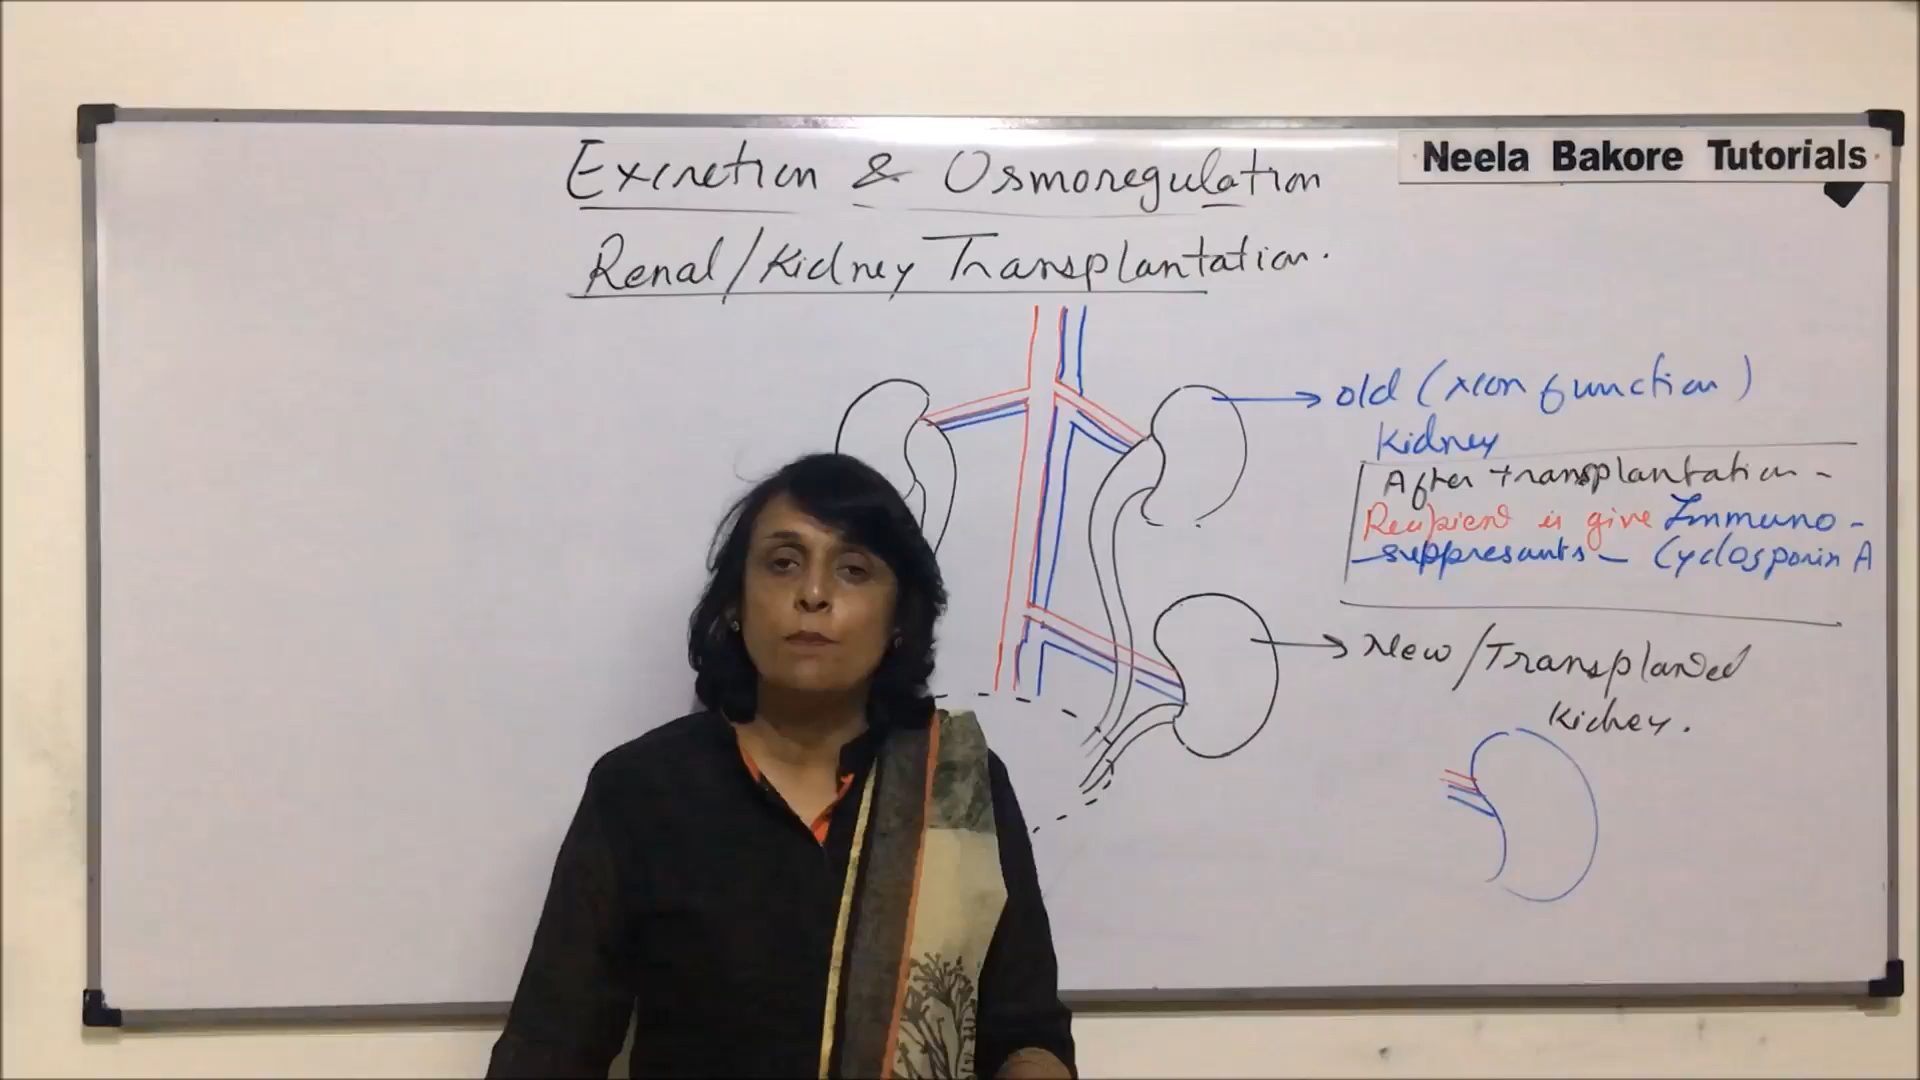 Neela Bakore Tutorials
Excretion & Osmoregulation
Renal/Kidney Transplantation.
old ( function)
Kidney
After transplantation -
Recipient is give Immuno -
- suppresants - Cyclosporin A
New/Transplanted
Kidney.